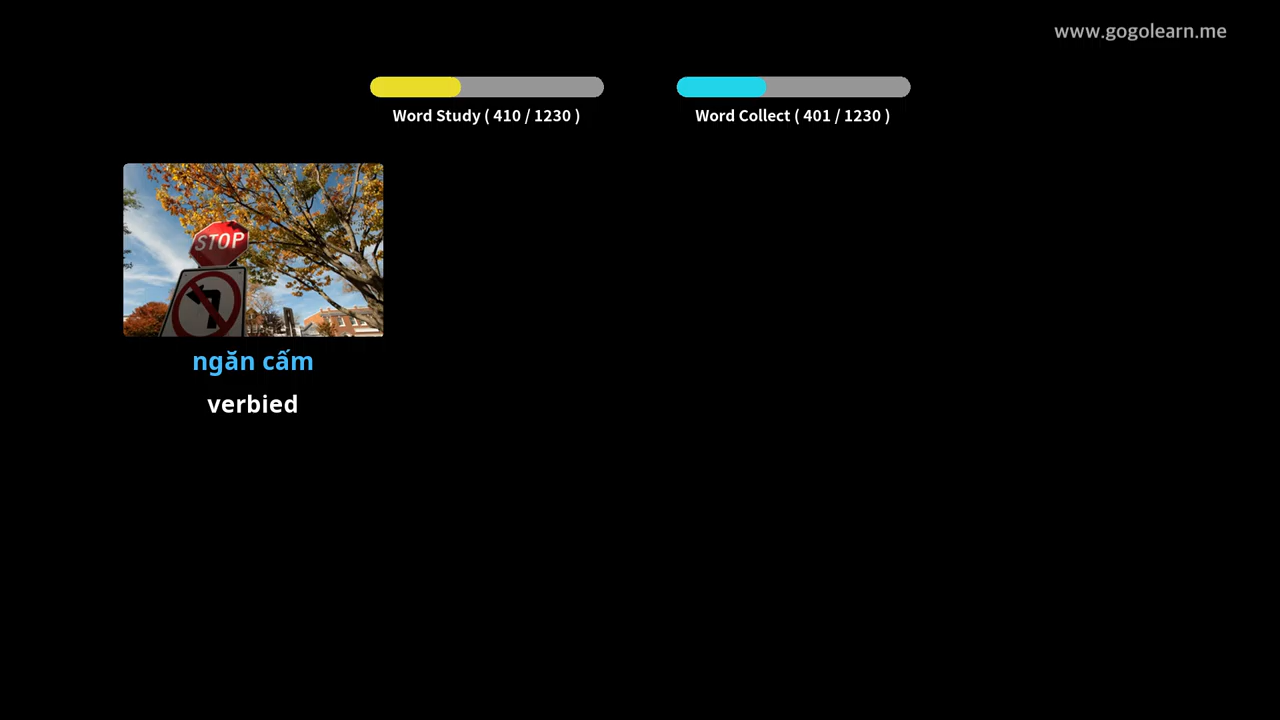 www.gogolearn.me
Word Study ( 410 / 1230 )
Word Collect ( 401 / 1230 )
STOP
ngăn cấm
verbied